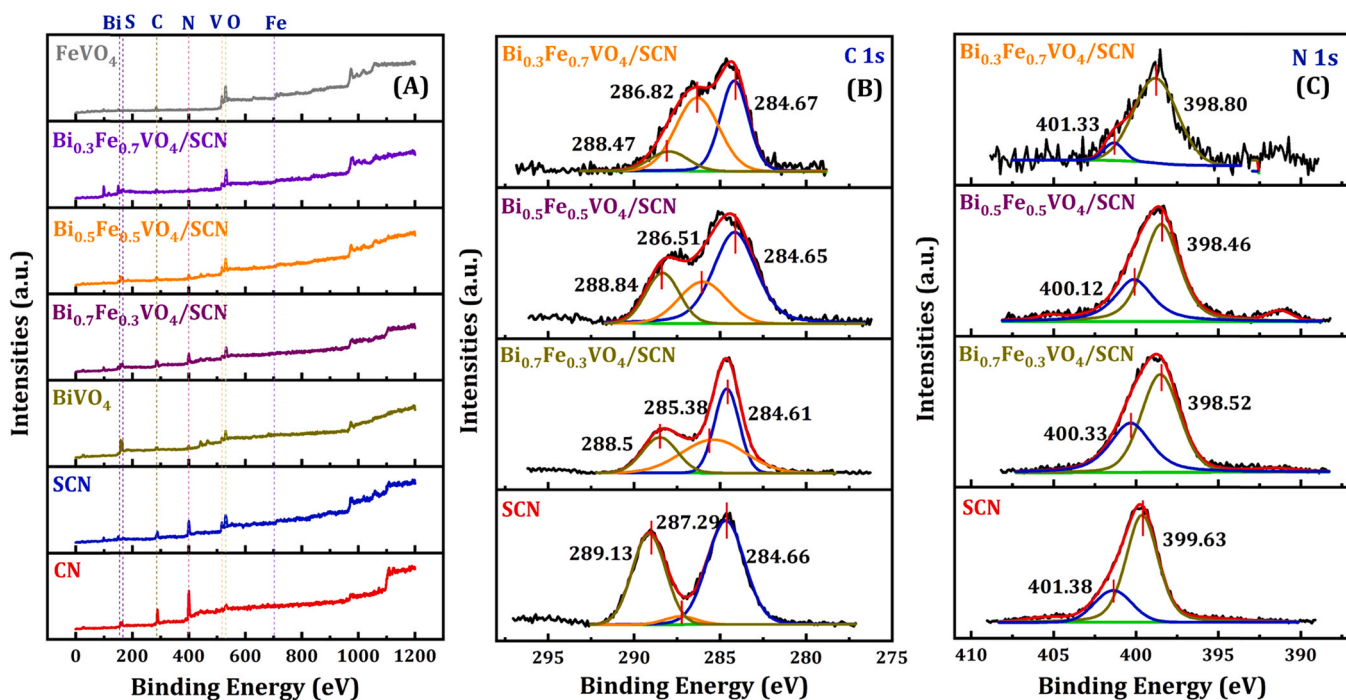 Bi S C N V O Fe
FeVO₄
(A)
Bi₀.₃Fe₀.₇VO₄/SCN
Bi₀.₅Fe₀.₅VO₄/SCN
Bi₀.₇Fe₀.₃VO₄/SCN
BiVO₄
SCN
CN
Intensities (a.u.)
0 200 400 600 800 1000 1200
Binding Energy (eV)
Bi₀.₃Fe₀.₇VO₄/SCN
C 1s
(B)
286.82
284.67
288.47
Bi₀.₅Fe₀.₅VO₄/SCN
286.51
284.65
288.84
Bi₀.₇Fe₀.₃VO₄/SCN
285.38
284.61
288.5
SCN
287.29
289.13
284.66
Intensities (a.u.)
295 290 285 280 275
Binding Energy (eV)
Bi₀.₃Fe₀.₇VO₄/SCN
N 1s
(C)
398.80
401.33
Bi₀.₅Fe₀.₅VO₄/SCN
398.46
400.12
Bi₀.₇Fe₀.₃VO₄/SCN
398.52
400.33
SCN
399.63
401.38
Intensities (a.u.)
410 405 400 395 390
Binding Energy (eV)